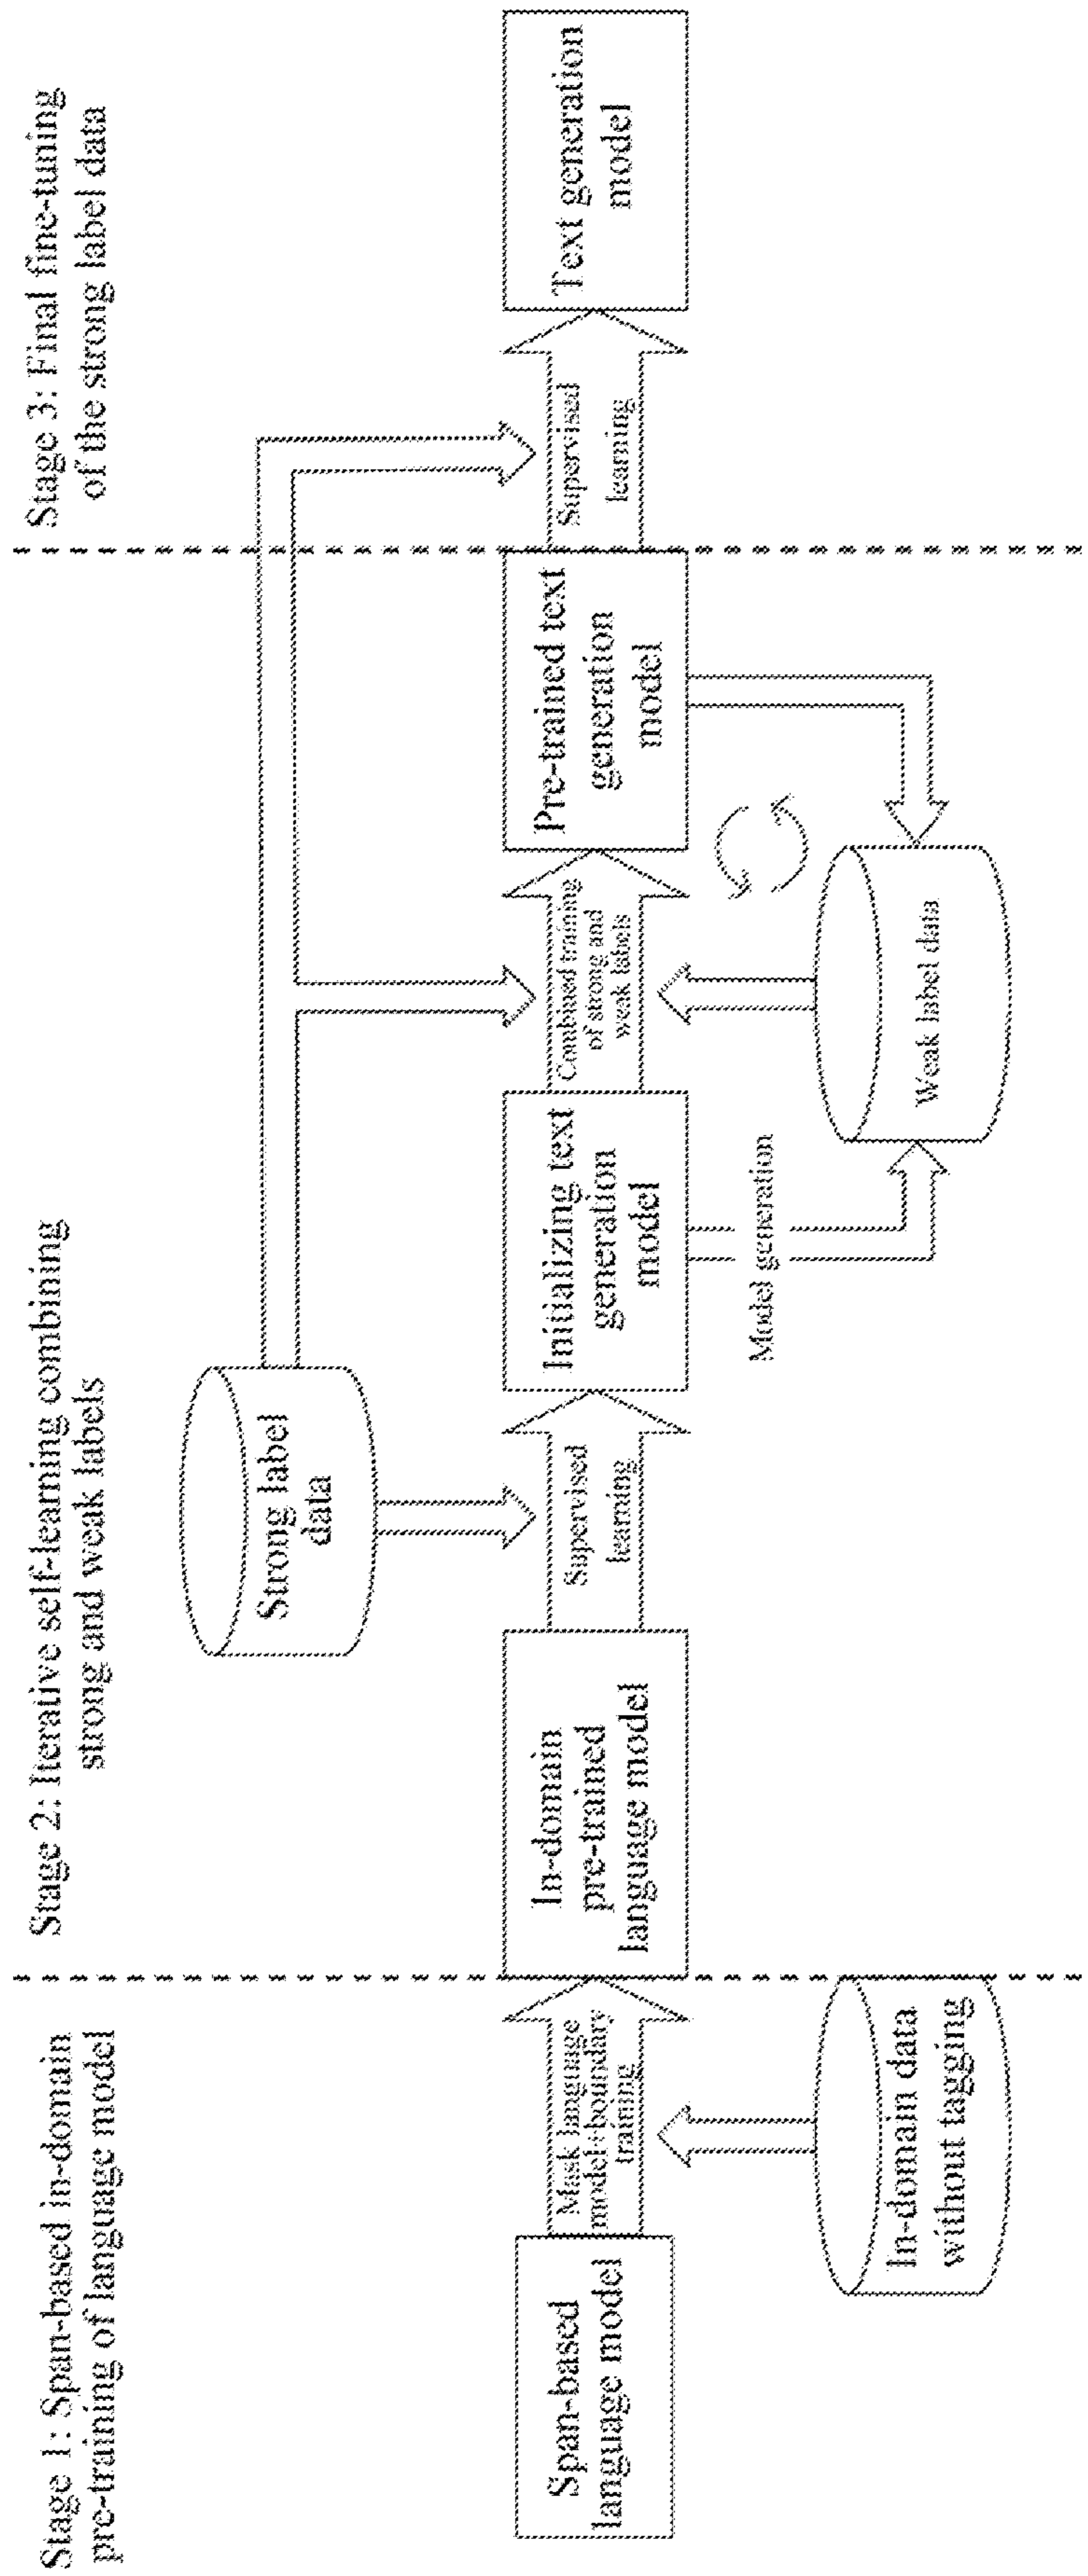 Stage 1: Span-based in-domain
pre-training of language model
Stage 2: Iterative self-learning combining
strong and weak labels
Stage 3: Final fine-tuning
of the strong label data
Strong label
data
Span-based
language model
Mask language
model+boundary
training
In-domain
pre-trained
language model
Supervised
learning
Initializing text
generation
model
Combined training
of strong and
weak labels
Pre-trained text
generation
model
Supervised
learning
Text generation
model
Model generation
In-domain data
without tagging
Weak label data